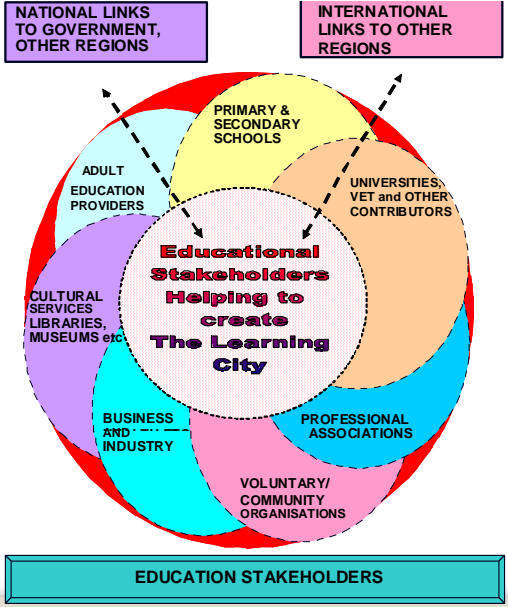 NATIONAL LINKS
TO GOVERNMENT,
OTHER REGIONS
INTERNATIONAL
LINKS TO OTHER
REGIONS
PRIMARY &
SECONDARY
SCHOOLS
ADULT
EDUCATION
PROVIDERS
UNIVERSITIES,
VET and OTHER
CONTRIBUTORS
Educational
Stakeholders
Helping to
create
The Learning
City
CULTURAL
SERVICES
LIBRARIES,
MUSEUMS etc
BUSINESS
AND
INDUSTRY
PROFESSIONAL
ASSOCIATIONS
VOLUNTARY/
COMMUNITY
ORGANISATIONS
EDUCATION STAKEHOLDERS